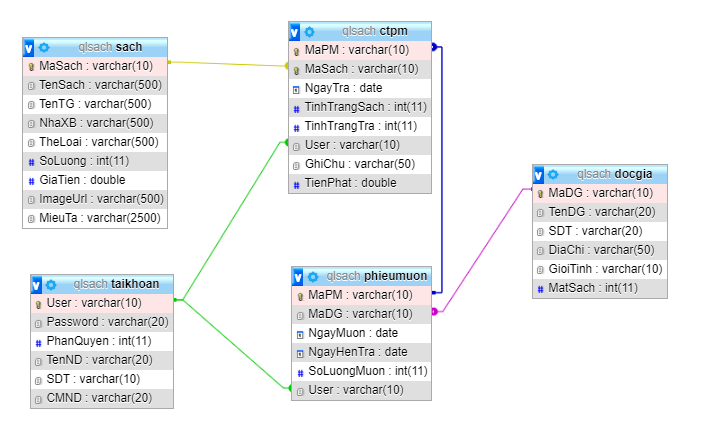 qlsach sach
MaSach : varchar(10)
TenSach : varchar(500)
TenTG : varchar(500)
NhaXB : varchar(500)
TheLoai : varchar(500)
SoLuong : int(11)
GiaTien : double
ImageUrl : varchar(500)
MieuTa : varchar(2500)
qlsach ctpm
MaPM : varchar(10)
MaSach : varchar(10)
NgayTra : date
TinhTrangSach : int(11)
TinhTrangTra : int(11)
User : varchar(10)
GhiChu : varchar(50)
TienPhat : double
qlsach docgia
MaDG : varchar(10)
TenDG : varchar(20)
SDT : varchar(20)
DiaChi : varchar(50)
GioiTinh : varchar(10)
MatSach : int(11)
qlsach taikhoan
User : varchar(10)
Password : varchar(20)
PhanQuyen : int(11)
TenND : varchar(20)
SDT : varchar(10)
CMND : varchar(20)
qlsach phieumuon
MaPM : varchar(10)
MaDG : varchar(10)
NgayMuon : date
NgayHenTra : date
SoLuongMuon : int(11)
User : varchar(10)